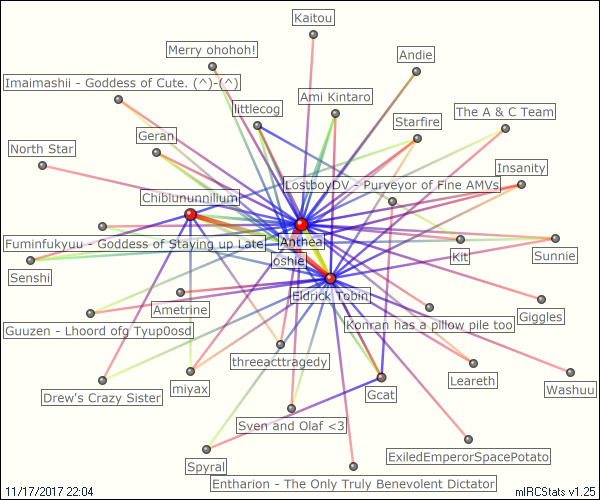 Kaitou
Merry ohohoh!
Andie
Imaimashii - Goddess of Cute. (^)-(^)
Ami Kintaro
littlecog
The A & C Team
Starfire
Geran
North Star
Insanity
LostboyDV - Purveyor of Fine AMVs
Chibiununnilium
Fuminfukyuu - Goddess of Staying up Late
Anthea
Kit
Sunnie
oshie
Senshi
Eldrick Tobin
Ametrine
Giggles
Konran has a pillow pile too
Guuzen - Lhoord ofg Tyup0osd
threeacttragedy
Leareth
miyax
Washuu
Gcat
Drew's Crazy Sister
Sven and Olaf <3
ExiledEmperorSpacePotato
Spyral
Entharion - The Only Truly Benevolent Dictator
11/17/2017 22:04
mIRCStats v1.25